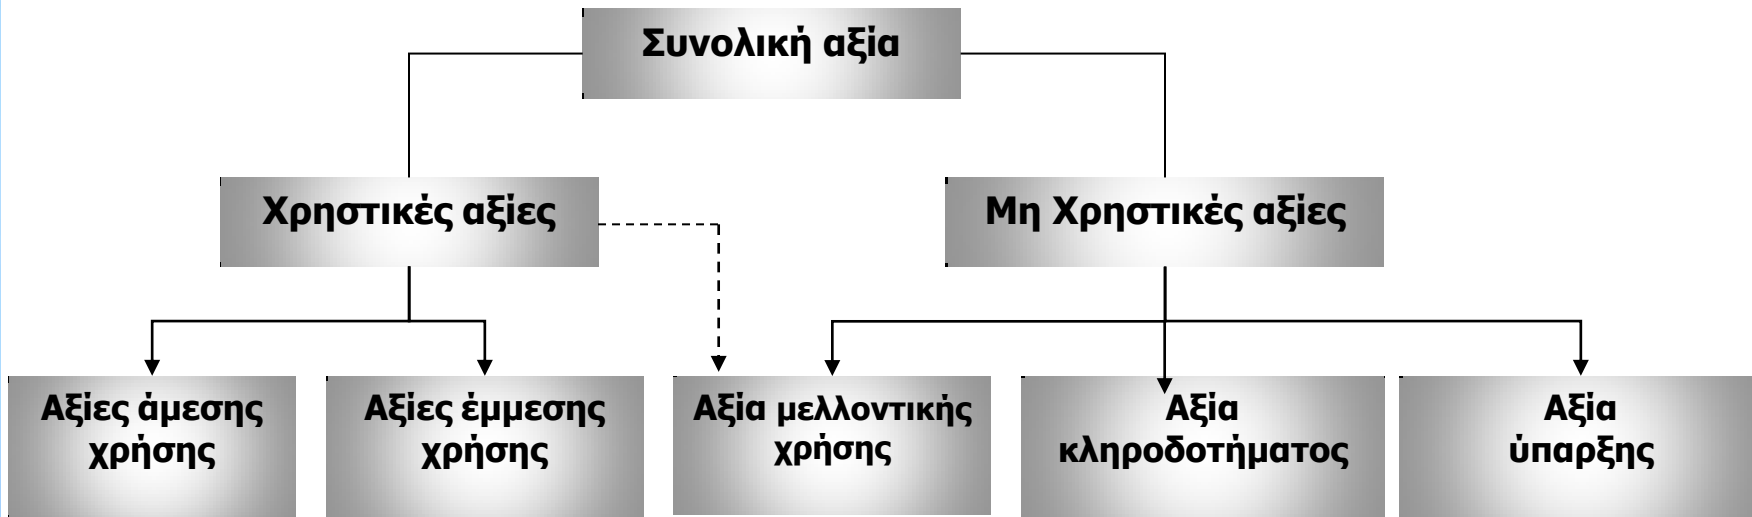 Συνολική αξία
Χρηστικές αξίες
Μη Χρηστικές αξίες
Αξίες άμεσης
χρήσης
Αξίες έμμεσης
χρήσης
Αξία μελλοντικής
χρήσης
Αξία
κληροδοτήματος
Αξία
ύπαρξης